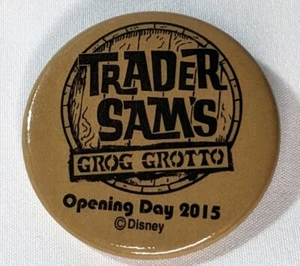 TRADER
SAM'S
GROG GROTTO
Opening Day 2015
©Disney